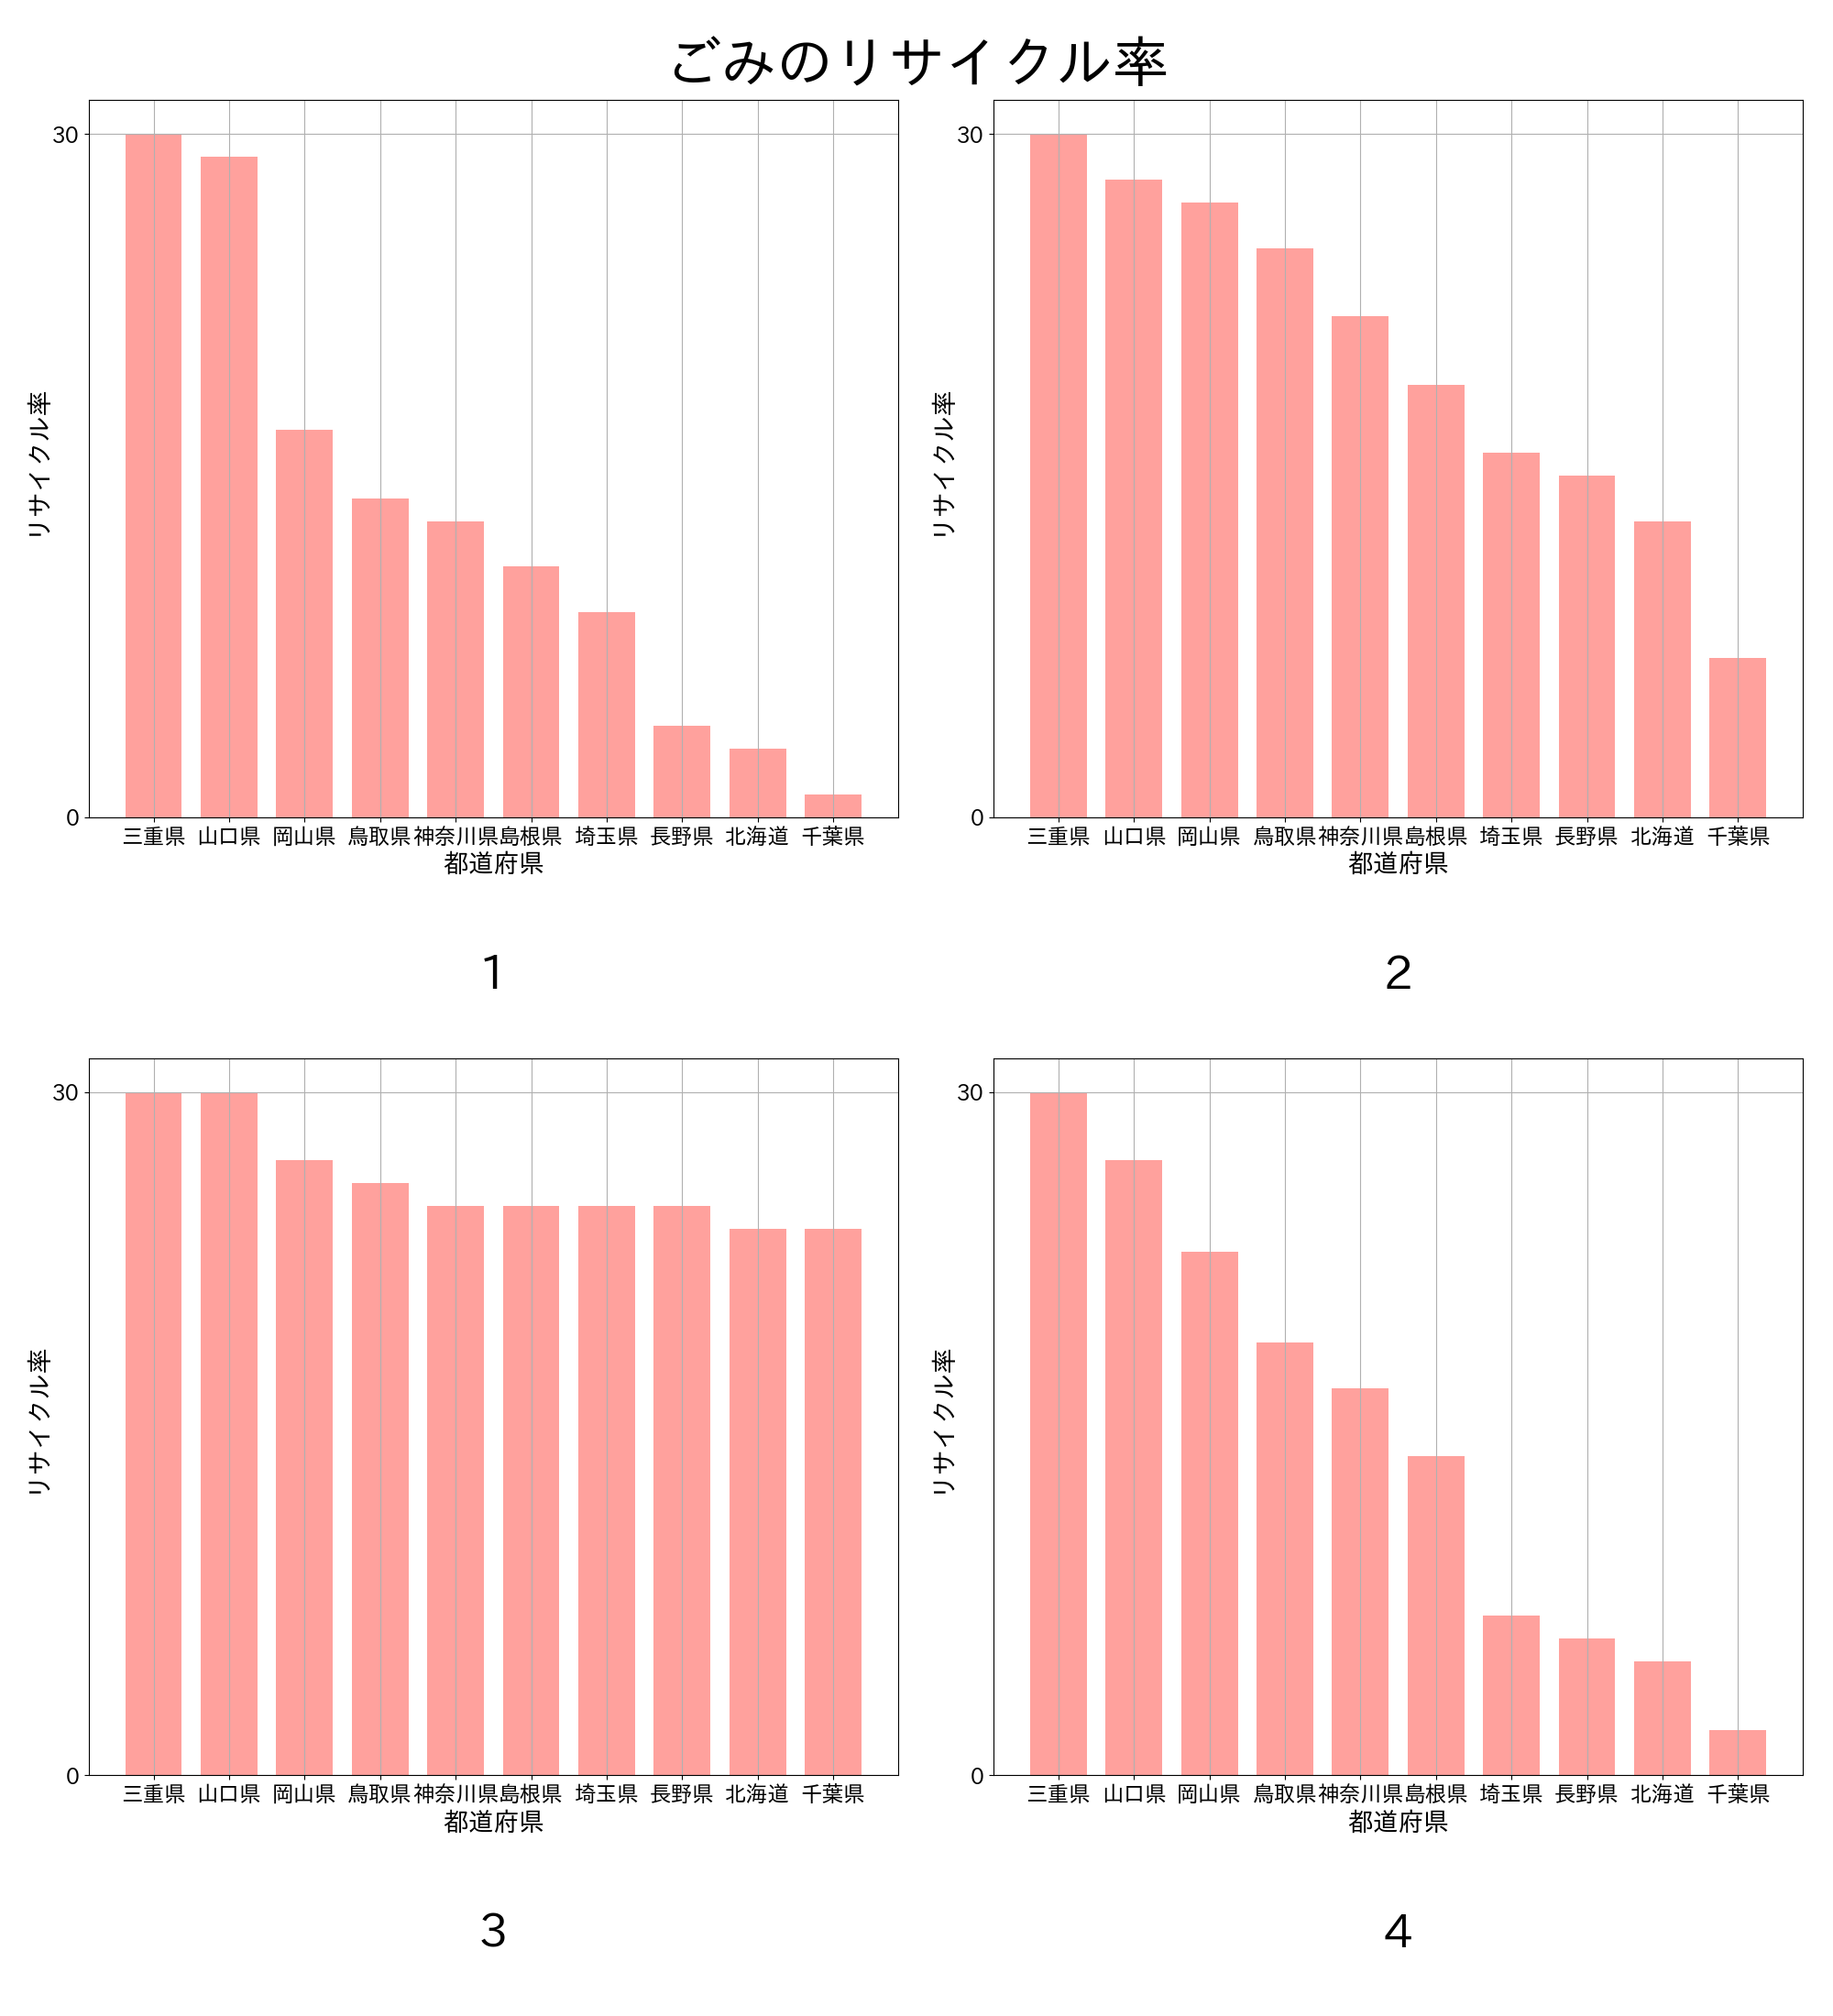 ごみのリサイクル率
30
0
リサイクル率
三重県 山口県 岡山県 鳥取県 神奈川県 島根県 埼玉県 長野県 北海道 千葉県
都道府県
1
30
0
リサイクル率
三重県 山口県 岡山県 鳥取県 神奈川県 島根県 埼玉県 長野県 北海道 千葉県
都道府県
2
30
0
リサイクル率
三重県 山口県 岡山県 鳥取県 神奈川県 島根県 埼玉県 長野県 北海道 千葉県
都道府県
3
30
0
リサイクル率
三重県 山口県 岡山県 鳥取県 神奈川県 島根県 埼玉県 長野県 北海道 千葉県
都道府県
4